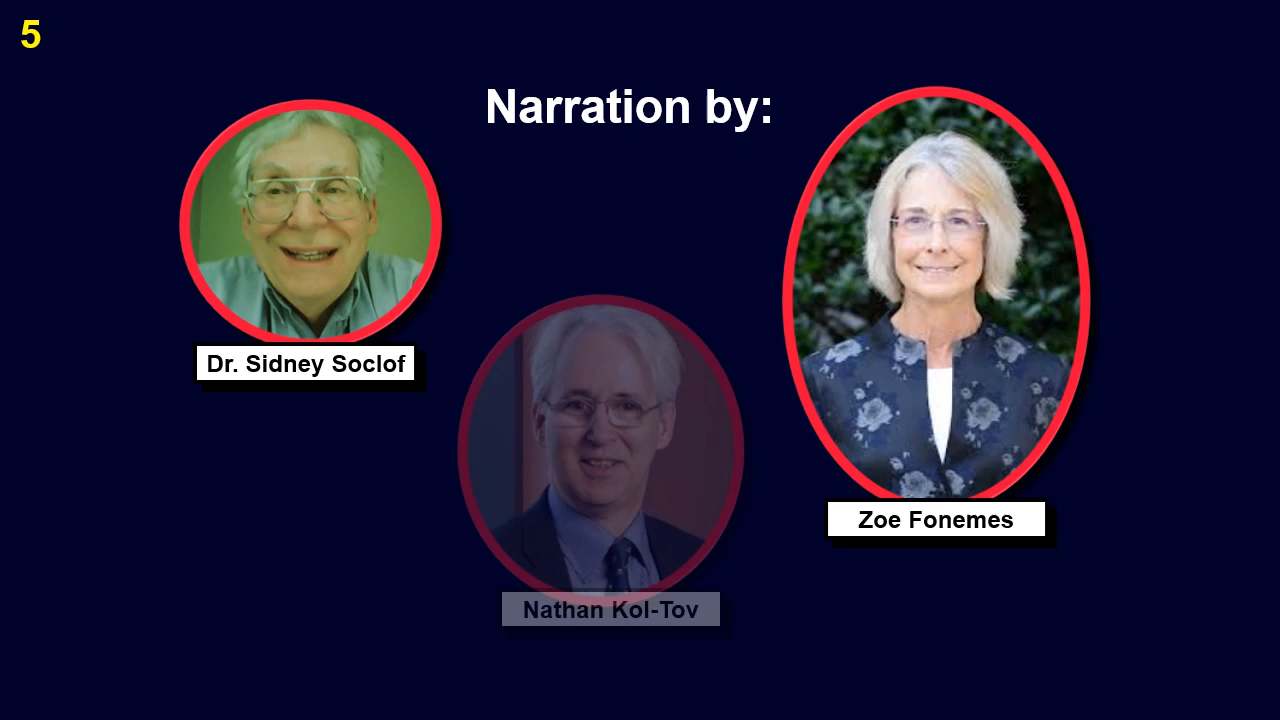 5
Narration by:
Dr. Sidney Soclof
Zoe Fonemes
Nathan Kol-Tov